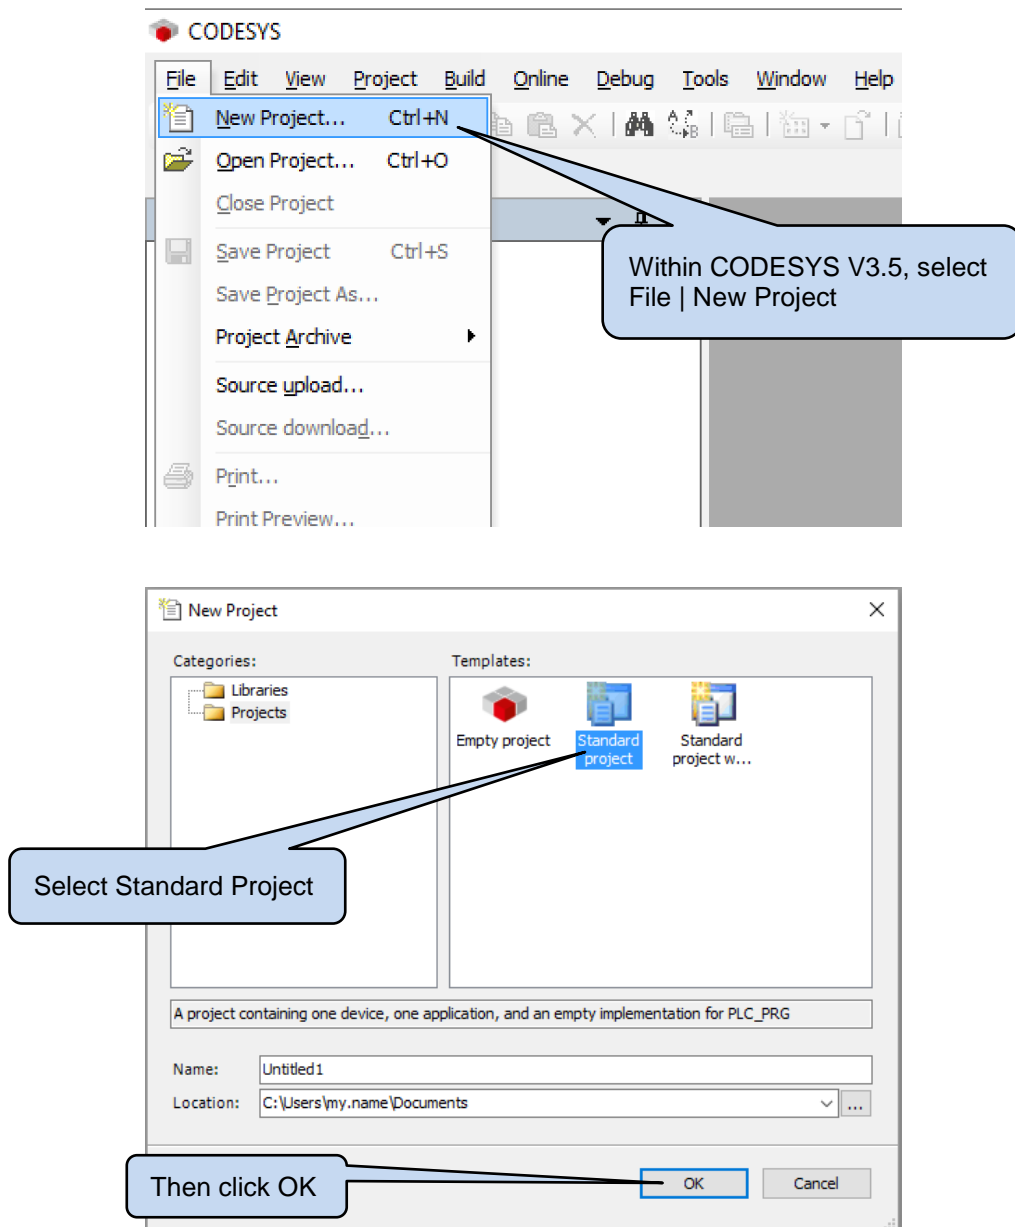 CODESYS
File Edit View Project Build Online Debug Tools Window Help
New Project... Ctrl+N
Open Project... Ctrl+O
Close Project
Save Project Ctrl+S
Save Project As...
Project Archive
Source upload...
Source download...
Print...
Print Preview...
Within CODESYS V3.5, select
File | New Project
New Project
Categories:
Libraries
Projects
Templates:
Empty project
Standard
project
Standard
project w...
Select Standard Project
A project containing one device, one application, and an empty implementation for PLC_PRG
Name: Untitled1
Location: C:\Users\my.name\Documents ...
Then click OK
OK Cancel